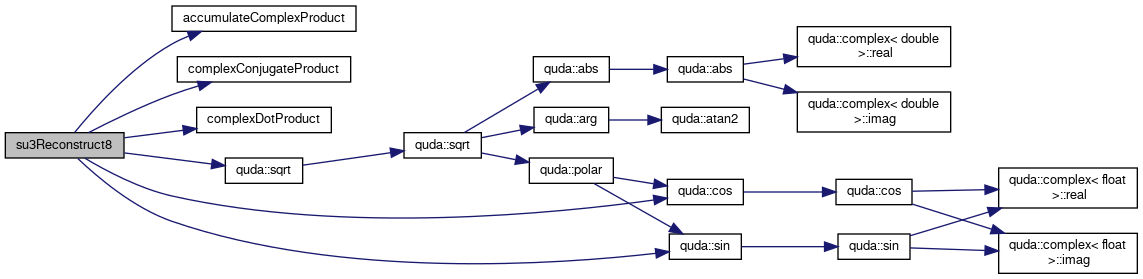 su3Reconstruct8
accumulateComplexProduct
complexConjugateProduct
complexDotProduct
quda::sqrt
quda::sqrt
quda::abs
quda::arg
quda::polar
quda::abs
quda::atan2
quda::cos
quda::sin
quda::complex< double
>::real
quda::complex< double
>::imag
quda::cos
quda::sin
quda::complex< float
>::real
quda::complex< float
>::imag